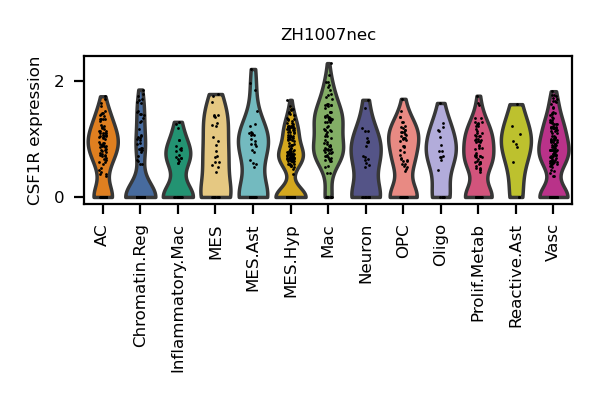 ZH1007nec
CSF1R expression
2
0
AC
Chromatin.Reg
Inflammatory.Mac
MES
MES.Ast
MES.Hyp
Mac
Neuron
OPC
Oligo
Prolif.Metab
Reactive.Ast
Vasc